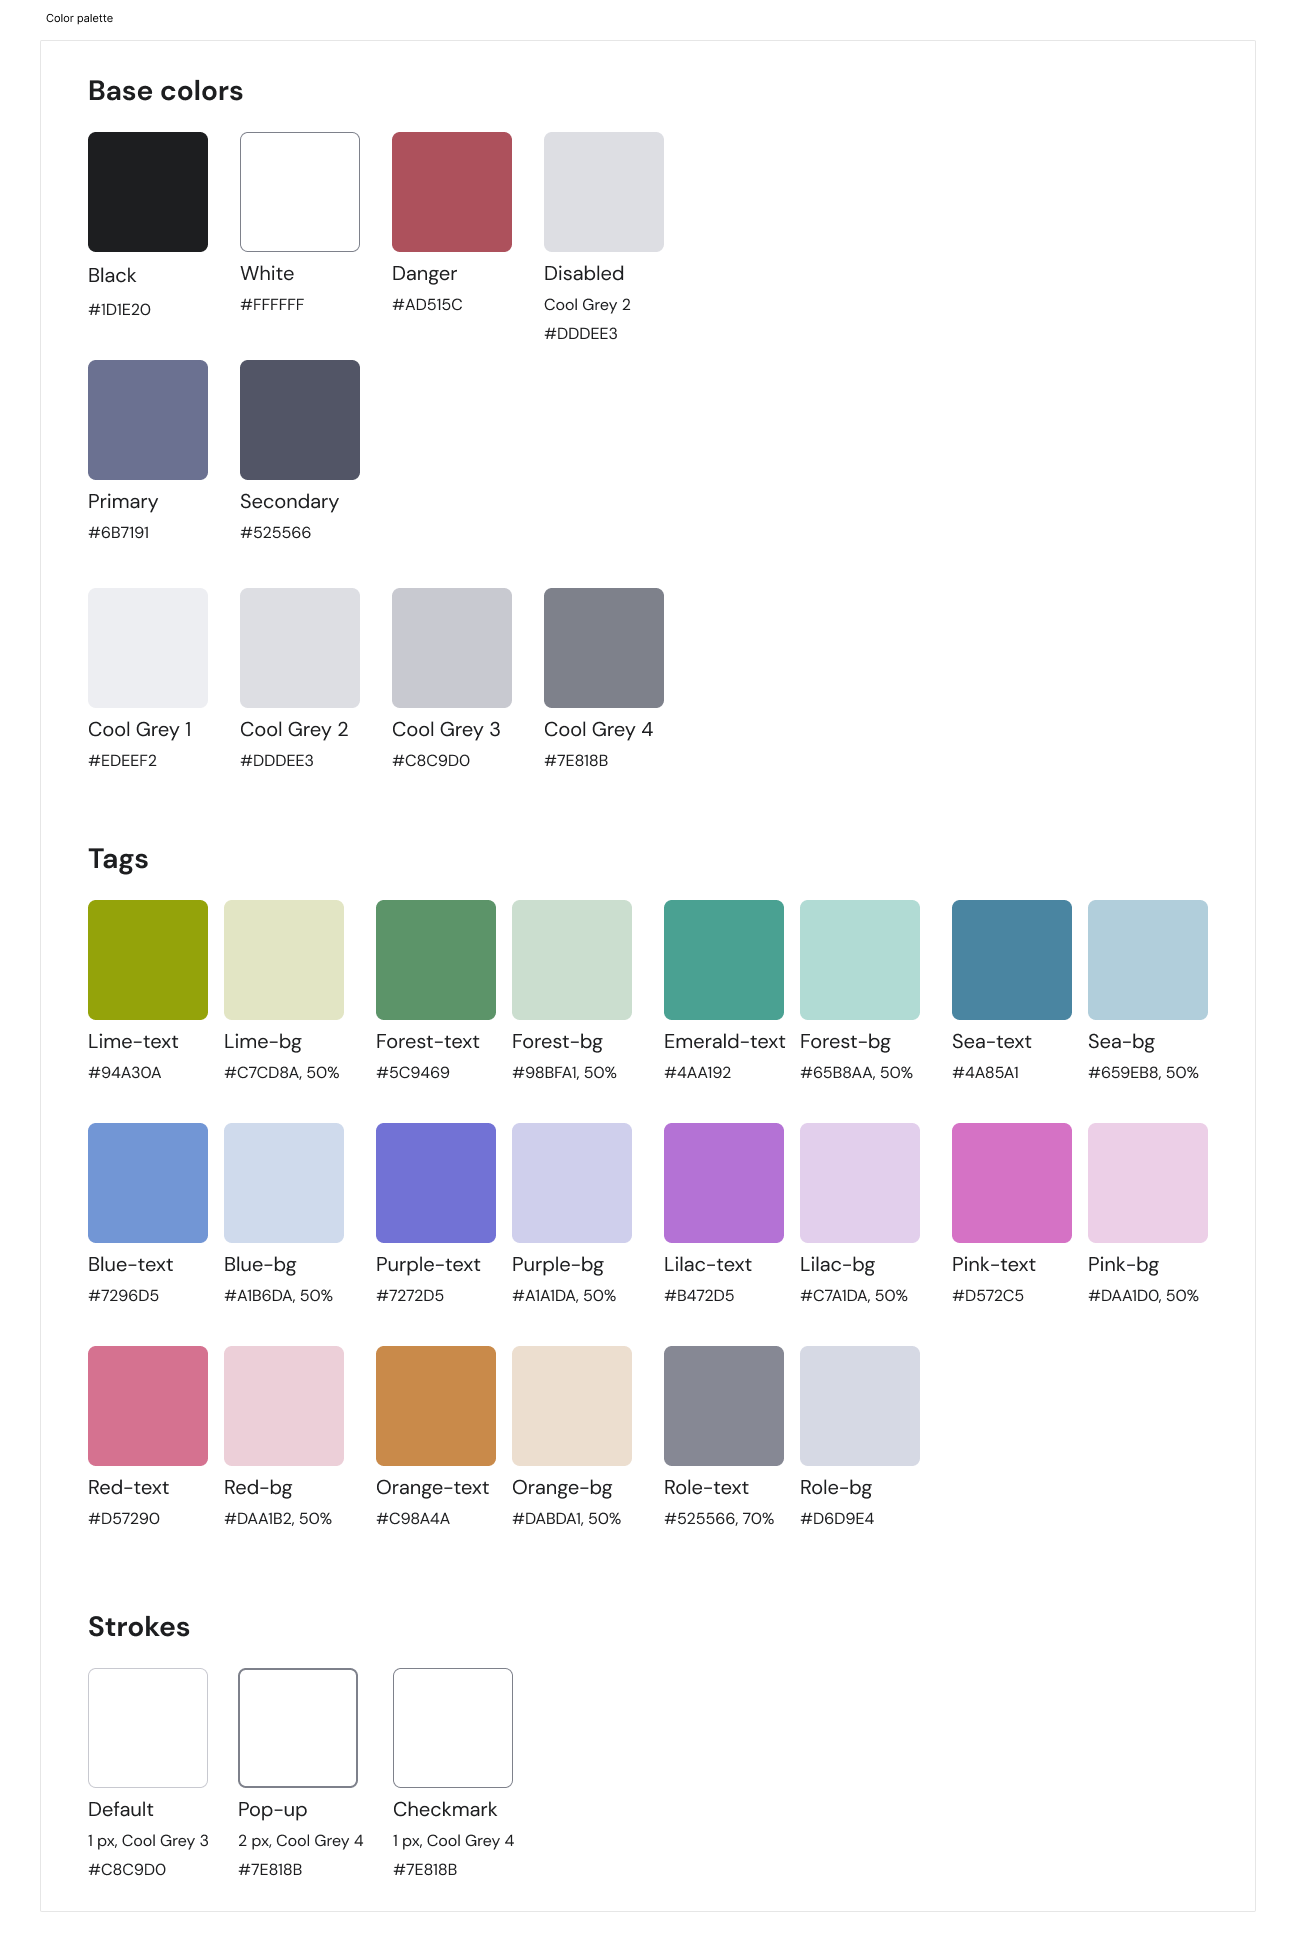 Color palette
Base colors
Black
#1D1E20
White
#FFFFFF
Danger
#AD515C
Disabled
Cool Grey 2
#DDDEE3
Primary
#6B7191
Secondary
#525566
Cool Grey 1
#EDEEF2
Cool Grey 2
#DDDEE3
Cool Grey 3
#C8C9D0
Cool Grey 4
#7E818B
Tags
Lime-text
#94A30A
Lime-bg
#C7CD8A, 50%
Forest-text
#5C9469
Forest-bg
#98BFA1, 50%
Emerald-text
#4AA192
Forest-bg
#65B8AA, 50%
Sea-text
#4A85A1
Sea-bg
#659EB8, 50%
Blue-text
#7296D5
Blue-bg
#A1B6DA, 50%
Purple-text
#7272D5
Purple-bg
#A1A1DA, 50%
Lilac-text
#B472D5
Lilac-bg
#C7A1DA, 50%
Pink-text
#D572C5
Pink-bg
#DAA1D0, 50%
Red-text
#D57290
Red-bg
#DAA1B2, 50%
Orange-text
#C98A4A
Orange-bg
#DABDA1, 50%
Role-text
#525566, 70%
Role-bg
#D6D9E4
Strokes
Default
1 px, Cool Grey 3
#C8C9D0
Pop-up
2 px, Cool Grey 4
#7E818B
Checkmark
1 px, Cool Grey 4
#7E818B